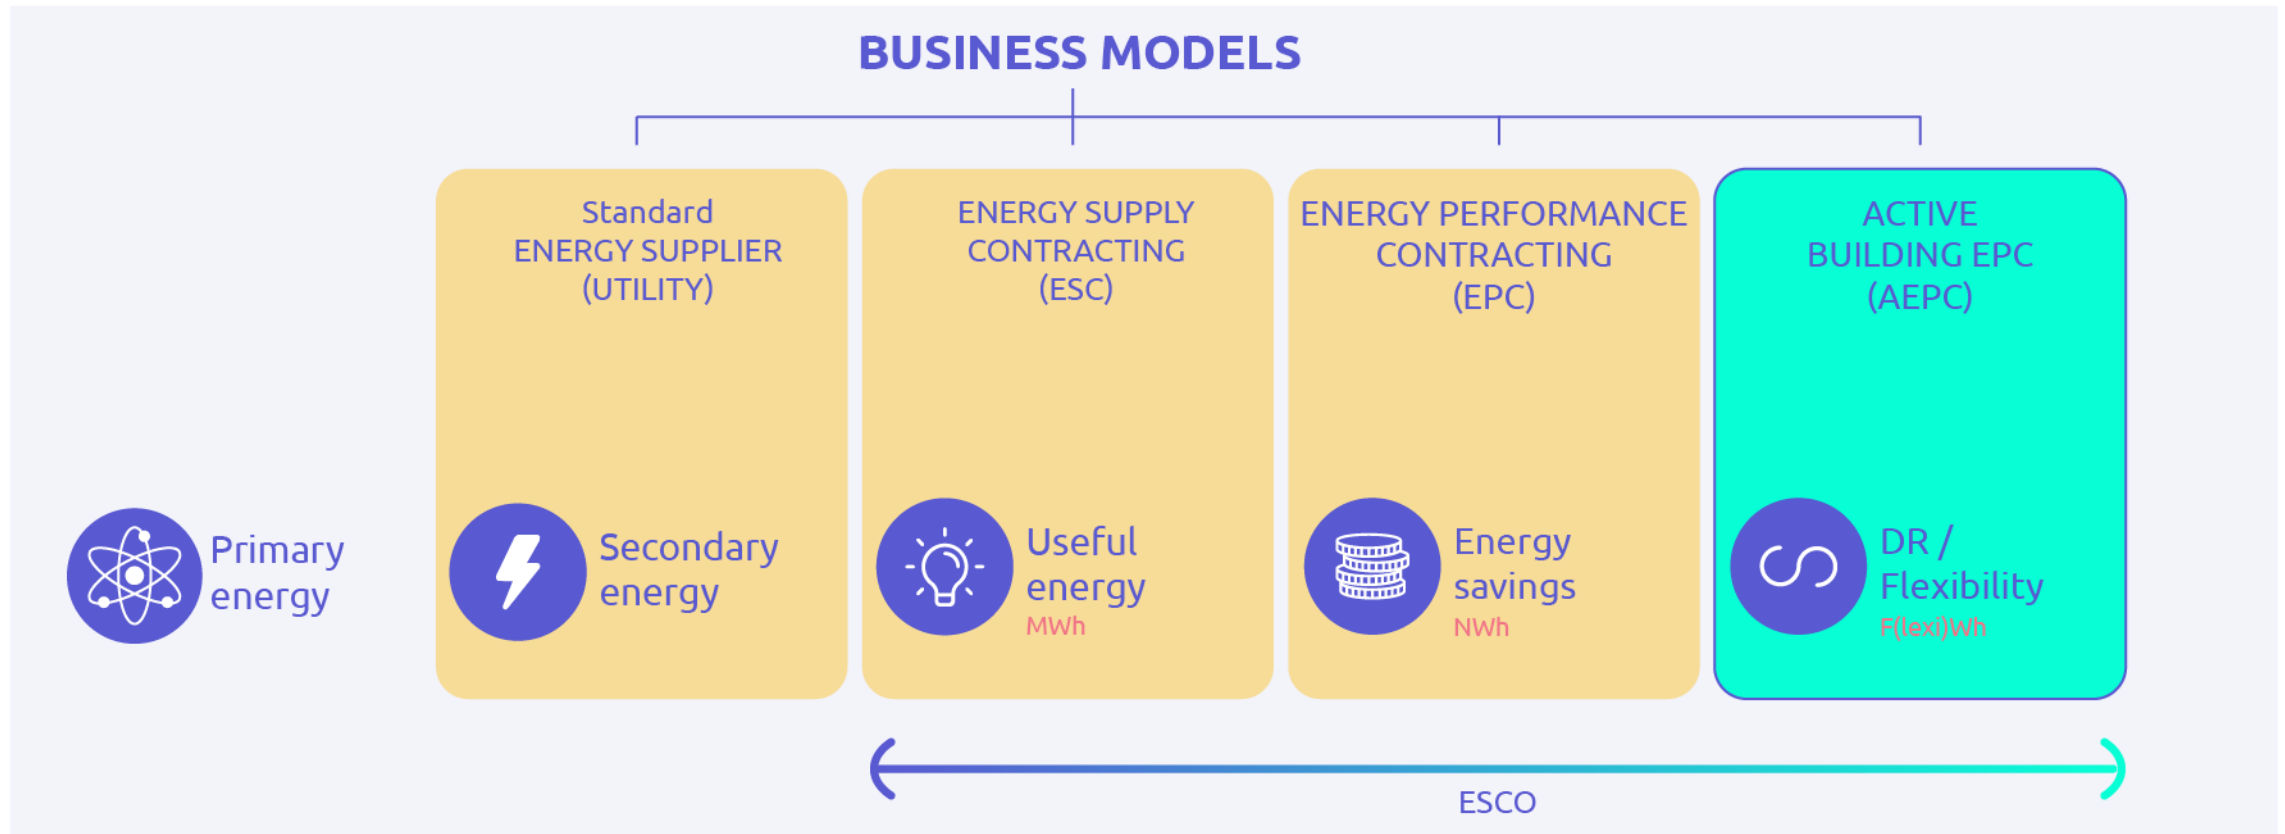 BUSINESS MODELS
Standard
ENERGY SUPPLIER
(UTILITY)
ENERGY SUPPLY
CONTRACTING
(ESC)
ENERGY PERFORMANCE
CONTRACTING
(EPC)
ACTIVE
BUILDING EPC
(AEPC)
Primary
energy
Secondary
energy
Useful
energy
MWh
Energy
savings
NWh
DR /
Flexibility
F(lexi)Wh
ESCO